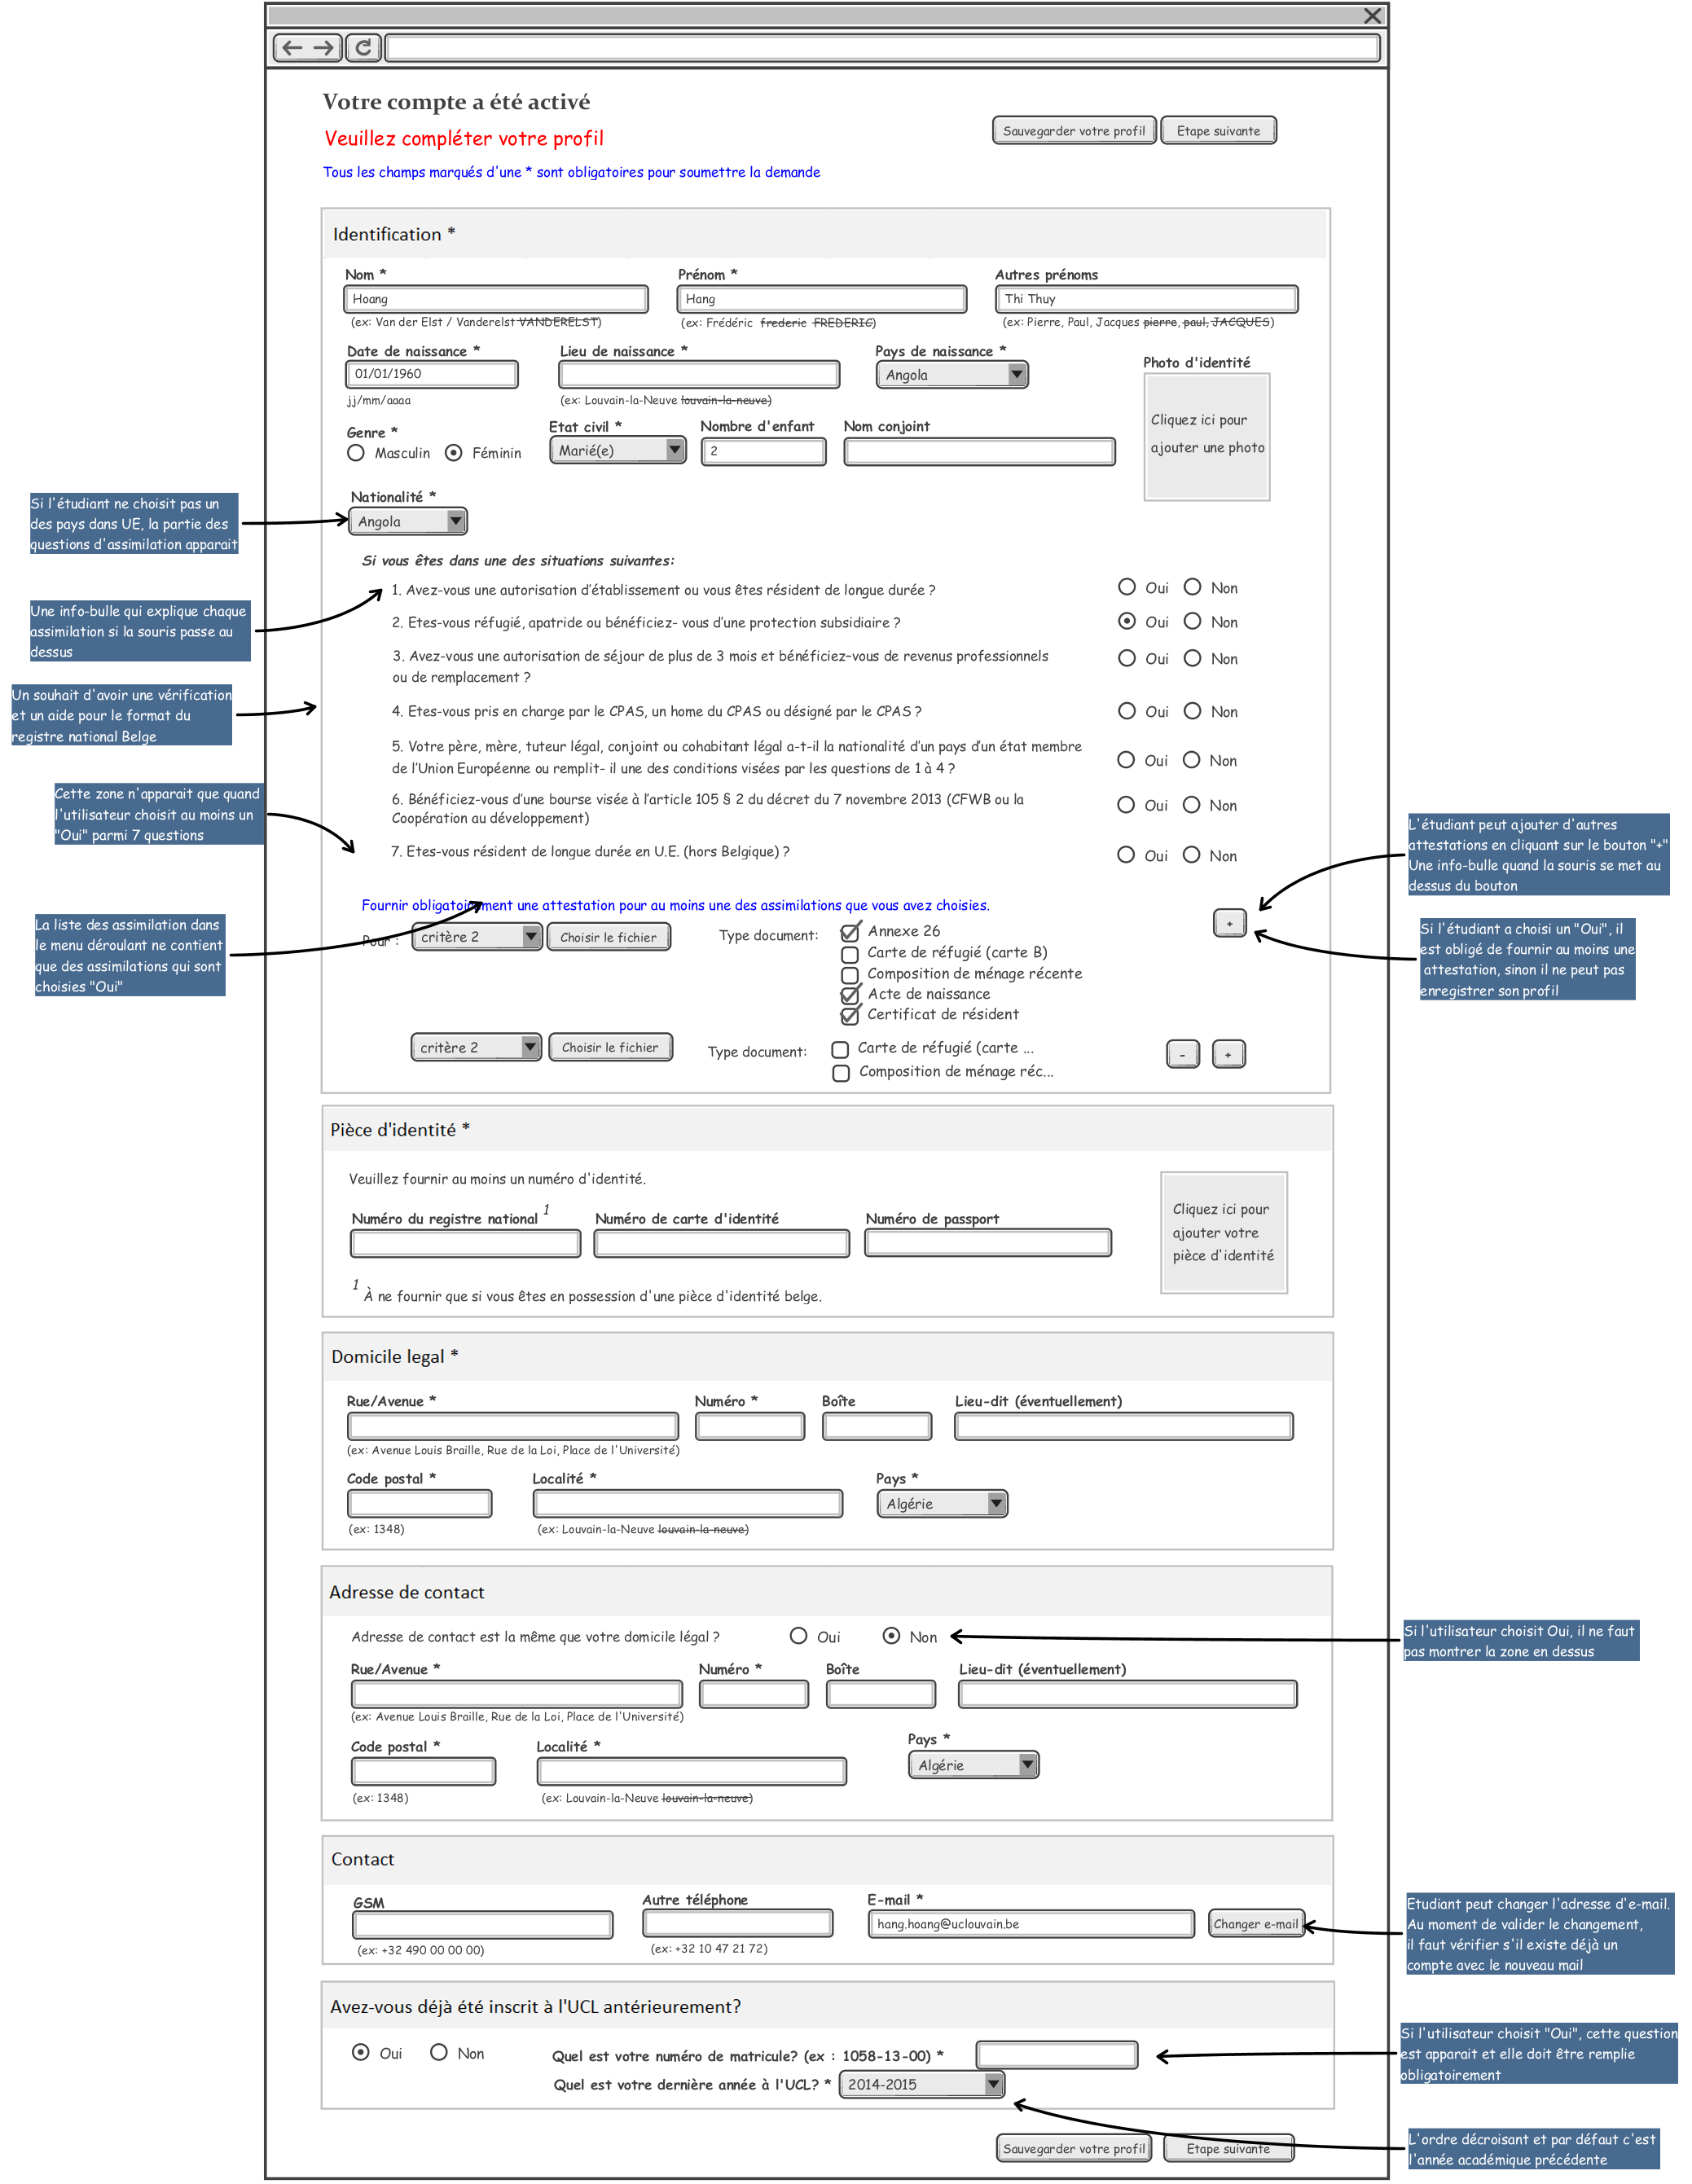 Votre compte a été activé
Veuillez compléter votre profil
Sauvegarder votre profil
Etape suivante
Tous les champs marqués d'une * sont obligatoires pour soumettre la demande
Identification *
Nom *
Prénom *
Autres prénoms
Hoang
Hang
Thi Thuy
(ex: Van der Elst / Vanderelst VANDERELST)
(ex: Frédéric frederic FREDERIC)
(ex: Pierre, Paul, Jacques pierre, paul, JACQUES)
Date de naissance *
Lieu de naissance *
Pays de naissance *
Photo d'identité
01/01/1960
Angola
jj/mm/aaaa
(ex: Louvain-la-Neuve louvain-la-neuve)
Cliquez ici pour
ajouter une photo
Genre *
Etat civil *
Nombre d'enfant
Nom conjoint
Masculin
Féminin
Marié(e)
2
Nationalité *
Angola
Si l'étudiant ne choisit pas un
des pays dans UE, la partie des
questions d'assimilation apparait
Si vous êtes dans une des situations suivantes:
1. Avez-vous une autorisation d'établissement ou vous êtes résident de longue durée ?
Oui
Non
Une info-bulle qui explique chaque
assimilation si la souris passe au
dessus
2. Etes-vous réfugié, apatride ou bénéficiez- vous d'une protection subsidiaire ?
Oui
Non
3. Avez-vous une autorisation de séjour de plus de 3 mois et bénéficiez-vous de revenus professionnels
ou de remplacement ?
Oui
Non
Un souhait d'avoir une vérification
et un aide pour le format du
registre national Belge
4. Etes-vous pris en charge par le CPAS, un home du CPAS ou désigné par le CPAS ?
Oui
Non
5. Votre père, mère, tuteur légal, conjoint ou cohabitant légal a-t-il la nationalité d'un pays d'un état membre
de l'Union Européenne ou remplit- il une des conditions visées par les questions de 1 à 4 ?
Oui
Non
Cette zone n'apparait que quand
l'utilisateur choisit au moins un
"Oui" parmi 7 questions
6. Bénéficiez-vous d'une bourse visée à l'article 105 § 2 du décret du 7 novembre 2013 (CFWB ou la
Coopération au développement)
Oui
Non
7. Etes-vous résident de longue durée en U.E. (hors Belgique) ?
Oui
Non
L'étudiant peut ajouter d'autres
attestations en cliquant sur le bouton "+"
Une info-bulle quand la souris se met au
dessus du bouton
Fournir obligatoirement une attestation pour au moins une des assimilations que vous avez choisies.
La liste des assimilation dans
le menu déroulant ne contient
que des assimilations qui sont
choisies "Oui"
Pour :
critère 2
Choisir le fichier
Type document:
Annexe 26
Carte de réfugié (carte B)
Composition de ménage récente
Acte de naissance
Certificat de résident
+
Si l'étudiant a choisi un "Oui", il
est obligé de fournir au moins une
attestation, sinon il ne peut pas
enregistrer son profil
critère 2
Choisir le fichier
Type document:
Carte de réfugié (carte ...
Composition de ménage réc...
-
+
Pièce d'identité *
Veuillez fournir au moins un numéro d'identité.
Numéro du registre national 1
Numéro de carte d'identité
Numéro de passport
Cliquez ici pour
ajouter votre
pièce d'identité
1 À ne fournir que si vous êtes en possession d'une pièce d'identité belge.
Domicile legal *
Rue/Avenue *
Numéro *
Boîte
Lieu-dit (éventuellement)
(ex: Avenue Louis Braille, Rue de la Loi, Place de l'Université)
Code postal *
Localité *
Pays *
Algérie
(ex: 1348)
(ex: Louvain-la-Neuve louvain-la-neuve)
Adresse de contact
Adresse de contact est la même que votre domicile légal ?
Oui
Non
Si l'utilisateur choisit Oui, il ne faut
pas montrer la zone en dessus
Rue/Avenue *
Numéro *
Boîte
Lieu-dit (éventuellement)
(ex: Avenue Louis Braille, Rue de la Loi, Place de l'Université)
Code postal *
Localité *
Pays *
Algérie
(ex: 1348)
(ex: Louvain-la-Neuve louvain-la-neuve)
Contact
GSM
Autre téléphone
E-mail *
hang.hoang@uclouvain.be
Changer e-mail
(ex: +32 490 00 00 00)
(ex: +32 10 47 21 72)
Etudiant peut changer l'adresse d'e-mail.
Au moment de valider le changement,
il faut vérifier s'il existe déjà un
compte avec le nouveau mail
Avez-vous déjà été inscrit à l'UCL antérieurement?
Oui
Non
Quel est votre numéro de matricule? (ex : 1058-13-00) *
Quel est votre dernière année à l'UCL? *
2014-2015
Si l'utilisateur choisit "Oui", cette question
est apparait et elle doit être remplie
obligatoirement
Sauvegarder votre profil
Etape suivante
L'ordre décroisant et par défaut c'est
l'année académique précédente